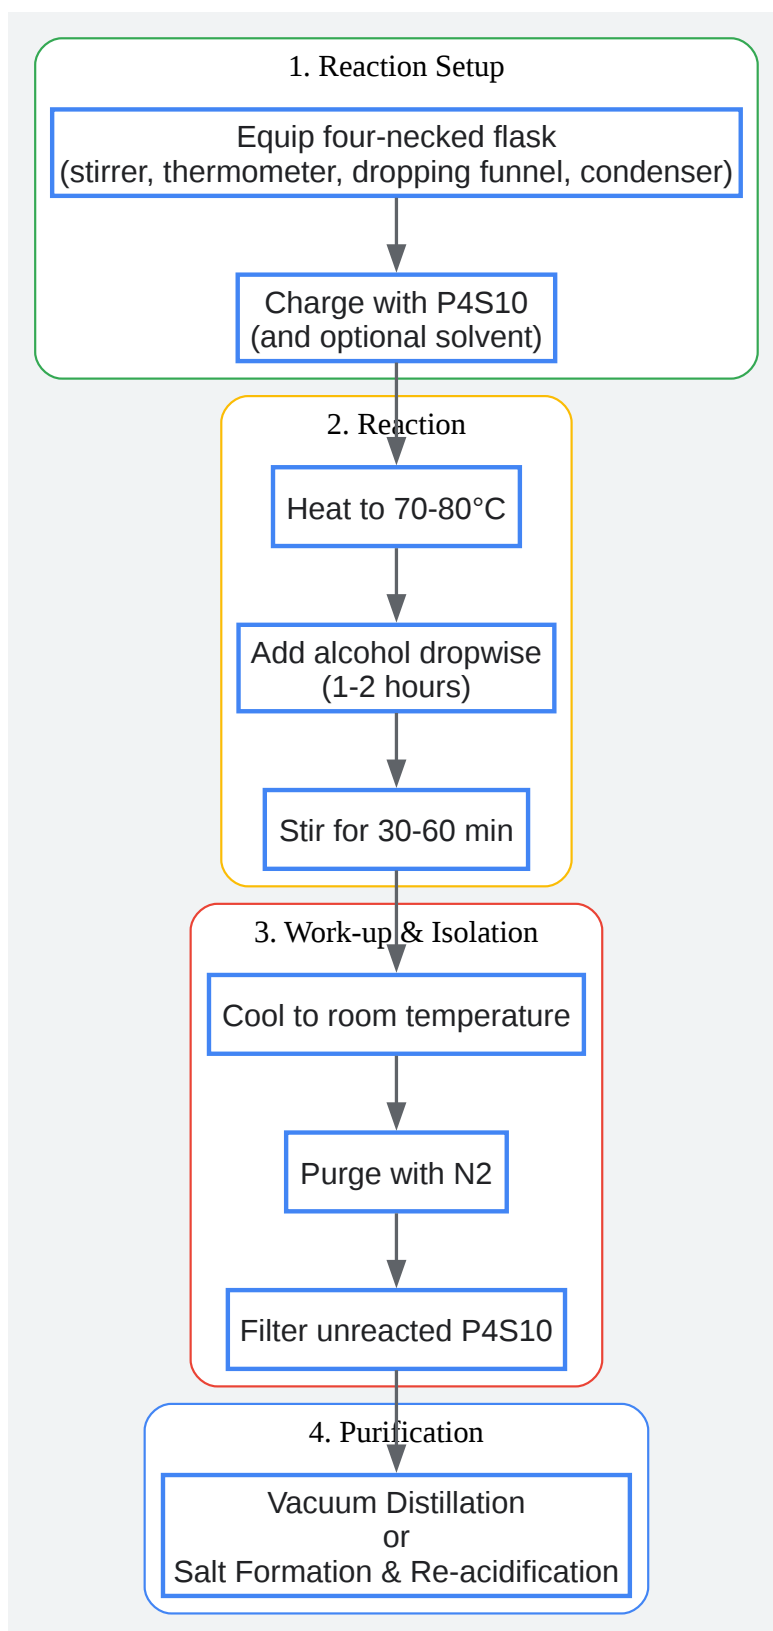 1. Reaction Setup
Equip four-necked flask
(stirrer, thermometer, dropping funnel, condenser)
Charge with P4S10
(and optional solvent)
2. Reaction
Heat to 70-80°C
Add alcohol dropwise
(1-2 hours)
Stir for 30-60 min
3. Work-up & Isolation
Cool to room temperature
Purge with N2
Filter unreacted P4S10
4. Purification
Vacuum Distillation
or
Salt Formation & Re-acidification